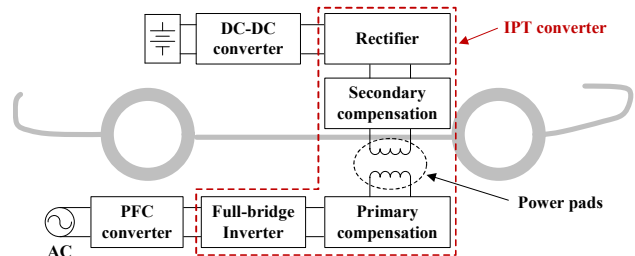 DC-DC
converter
Rectifier
IPT converter
Secondary
compensation
Power pads
PFC
converter
Full-bridge
Inverter
Primary
compensation
AC